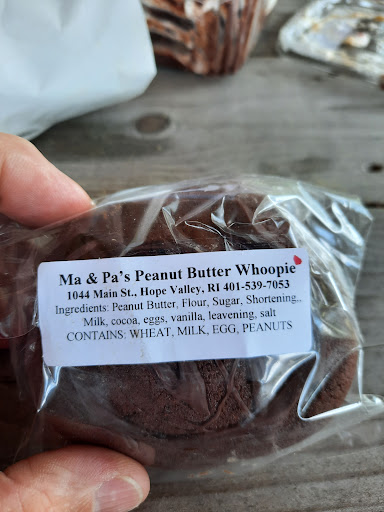 Ma & Pa's Peanut Butter Whoopie
1044 Main St., Hope Valley, RI 401-539-7053
Ingredients: Peanut Butter, Flour, Sugar, Shortening,.
Milk, cocoa, eggs, vanilla, leavening, salt
CONTAINS: WHEAT, MILK, EGG, PEANUTS